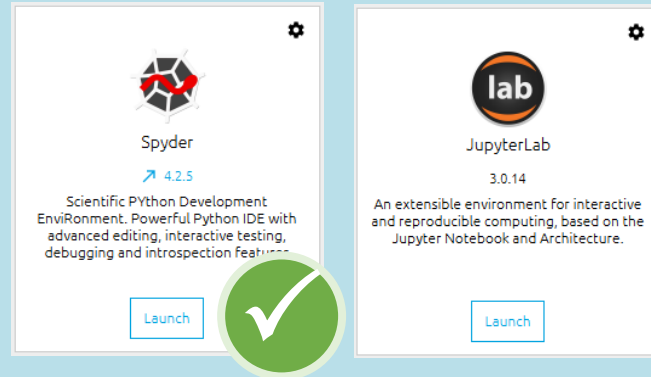 Spyder
4.2.5
Scientific PYthon Development
EnviRonment. Powerful Python IDE with
advanced editing, interactive testing,
debugging and introspection features
Launch
lab
JupyterLab
3.0.14
An extensible environment for interactive
and reproducible computing, based on the
Jupyter Notebook and Architecture.
Launch